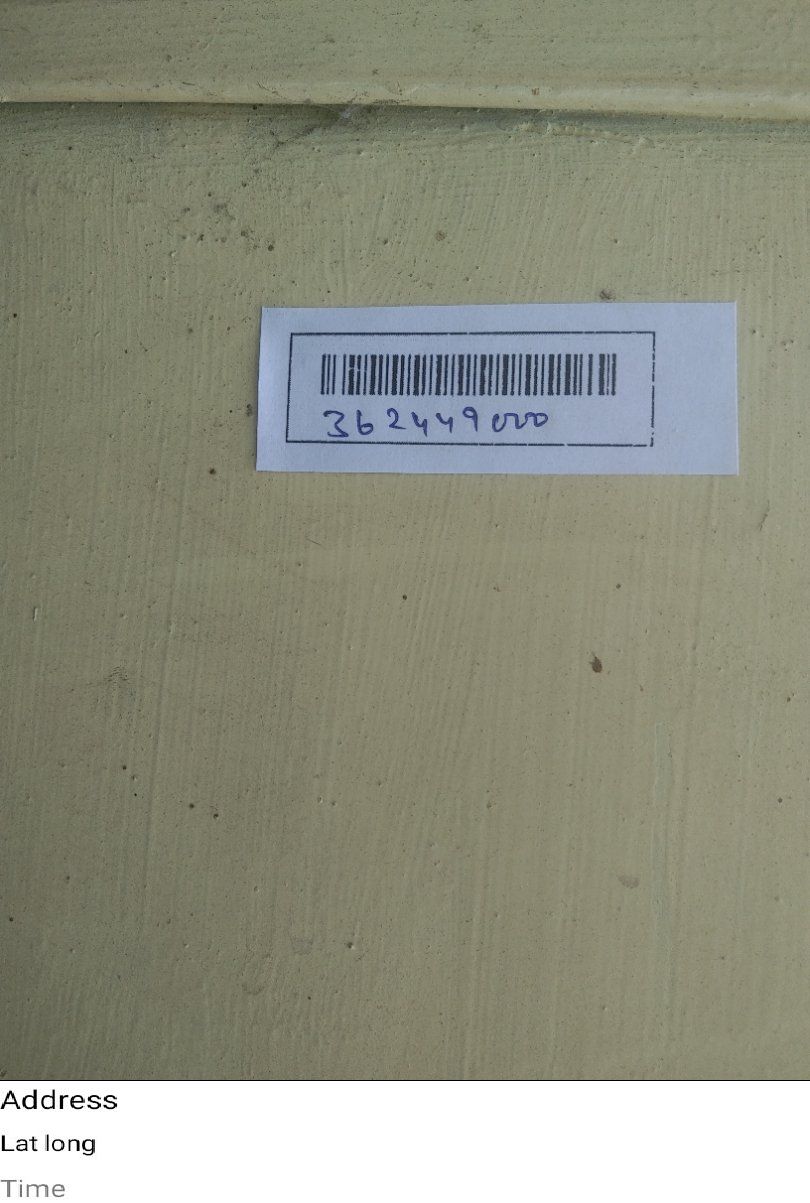 362449000
Address
Lat long
Time